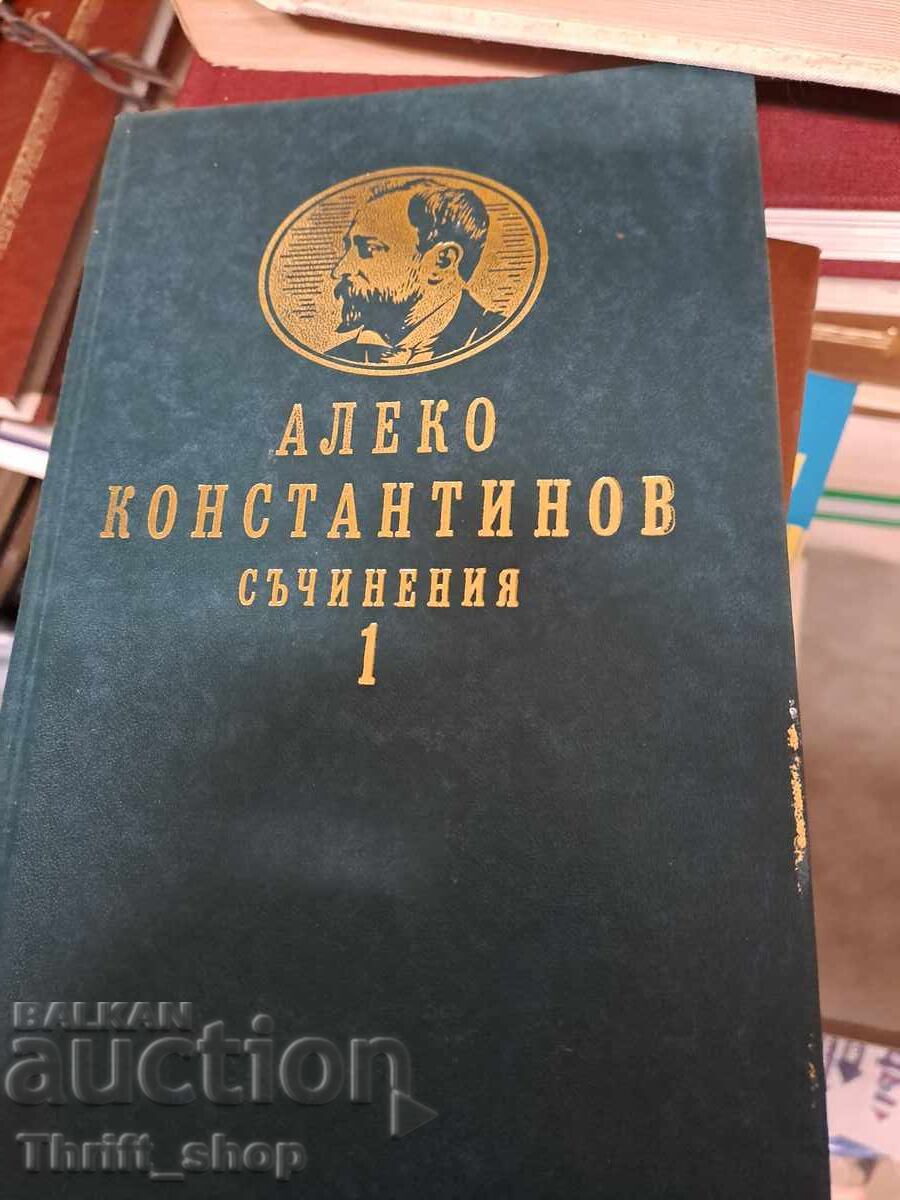 АЛЕКО
КОНСТАНТИНОВ
СЪЧИНЕНИЯ
1
BALKAN
auction
Thrift_shop